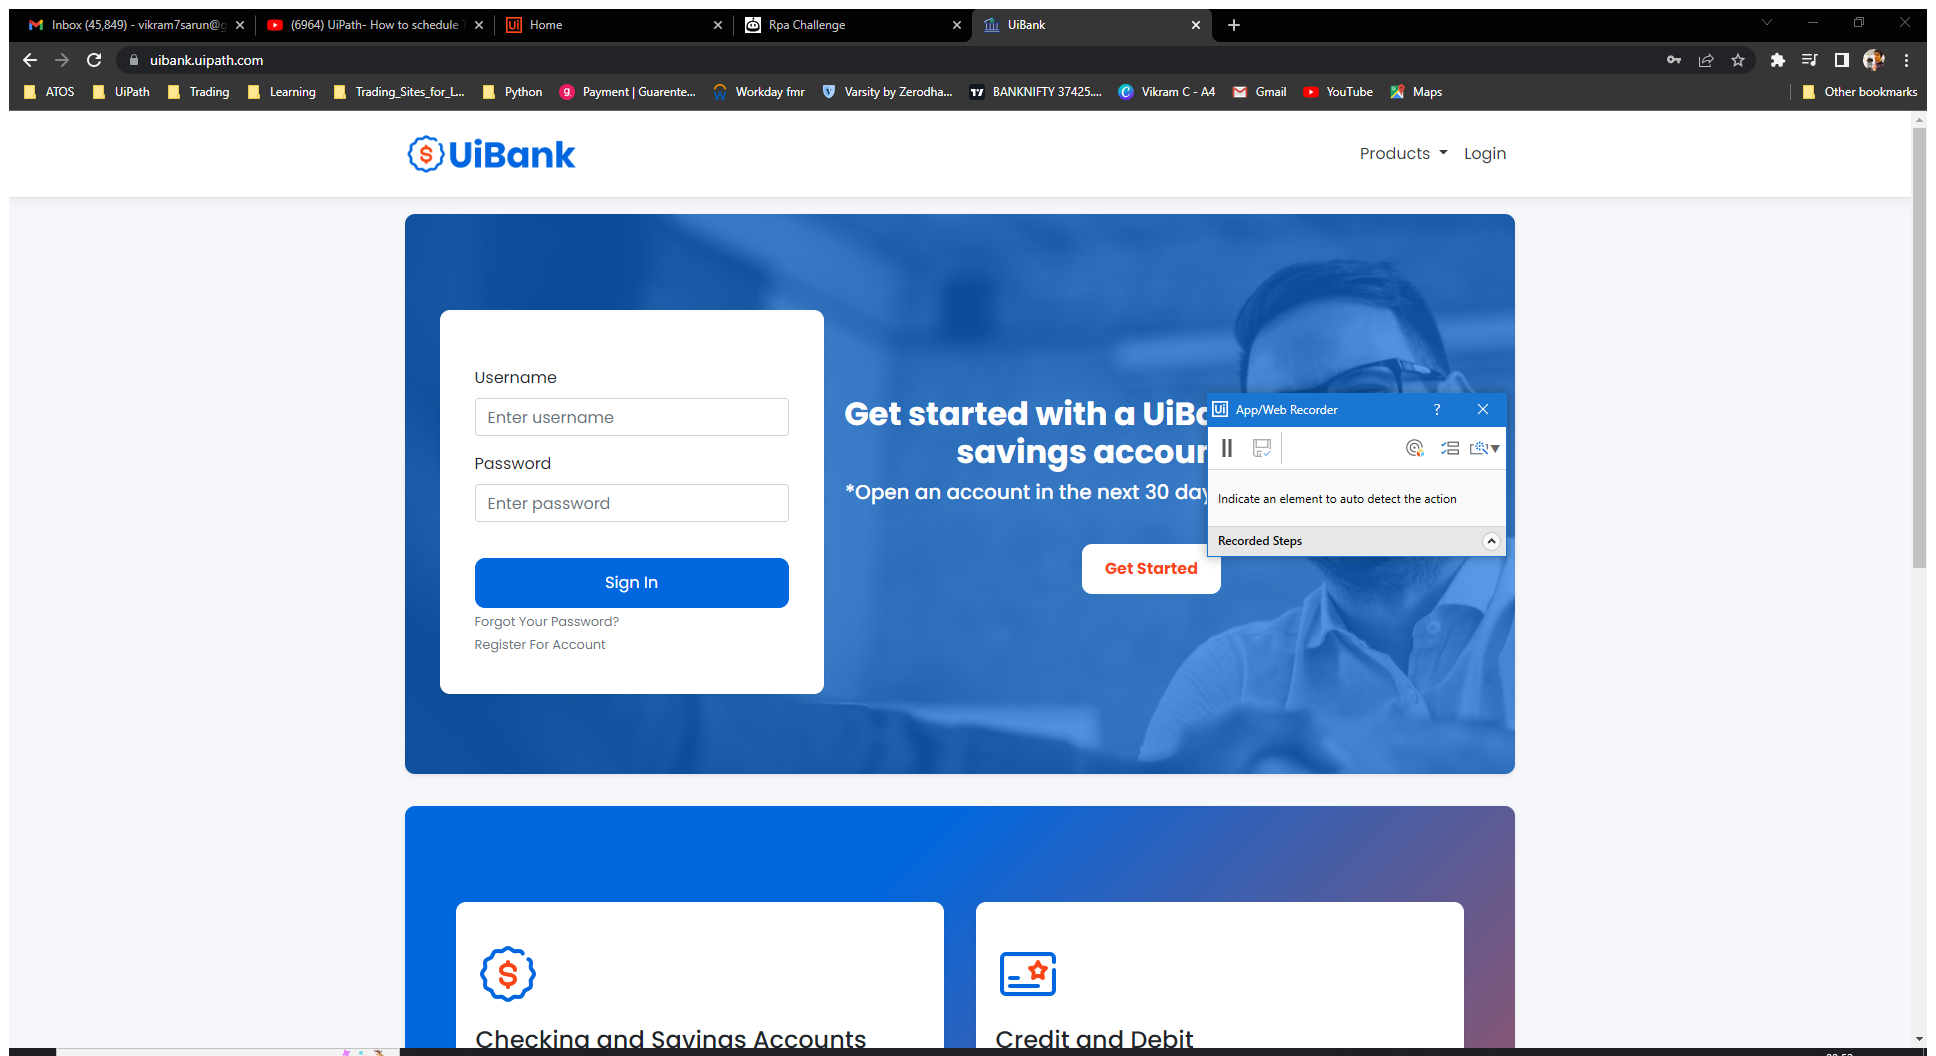 Inbox (45,849) - vikram7sarun@g
(6964) UiPath- How to schedule
Ui Home
Rpa Challenge
UiBank
uibank.uipath.com
ATOS
UiPath
Trading
Learning
Trading_Sites_for_L...
Python
g Payment | Guarente...
Workday fmr
Varsity by Zerodha...
BANKNIFTY 37425....
Vikram C - A4
Gmail
YouTube
Maps
Other bookmarks
$ UiBank
Products
Login
Username
Enter username
Password
Enter password
Sign In
Forgot Your Password?
Register For Account
Get started with a UiBa
savings accour
*Open an account in the next 30 day
Get Started
Ui App/Web Recorder ?
Indicate an element to auto detect the action
Recorded Steps
$
Checking and Savings Accounts
Credit and Debit